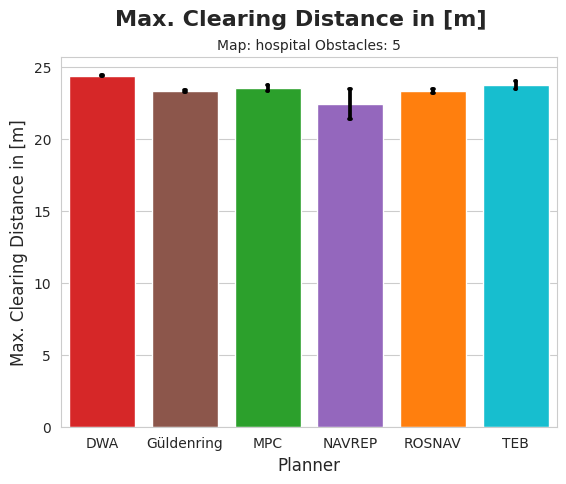 Max. Clearing Distance in [m]
Map: hospital Obstacles: 5
Max. Clearing Distance in [m]
25
20
15
10
5
0
DWA Güldenring MPC NAVREP ROSNAV TEB
Planner